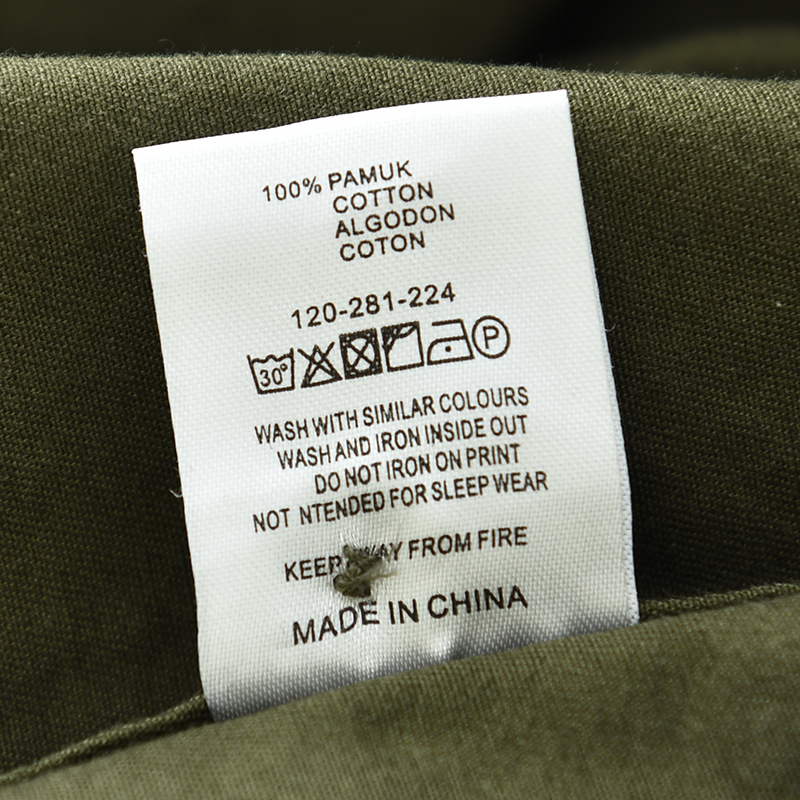 100% PAMUK
COTTON
ALGODON
COTON
120-281-224
30° P
WASH WITH SIMILAR COLOURS
WASH AND IRON INSIDE OUT
DO NOT IRON ON PRINT
NOT NTENDED FOR SLEEP WEAR
KEEP FROM FIRE
MADE IN CHINA